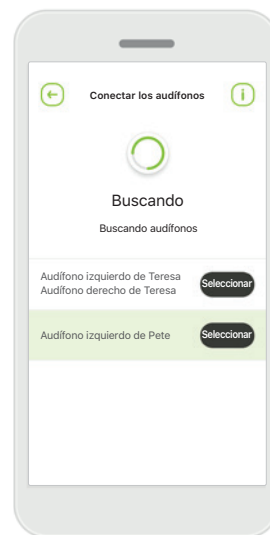 Conectar los audífonos
i
Buscando
Buscando audífonos
Audífono izquierdo de Teresa
Audífono derecho de Teresa
Seleccionar
Audífono izquierdo de Pete
Seleccionar